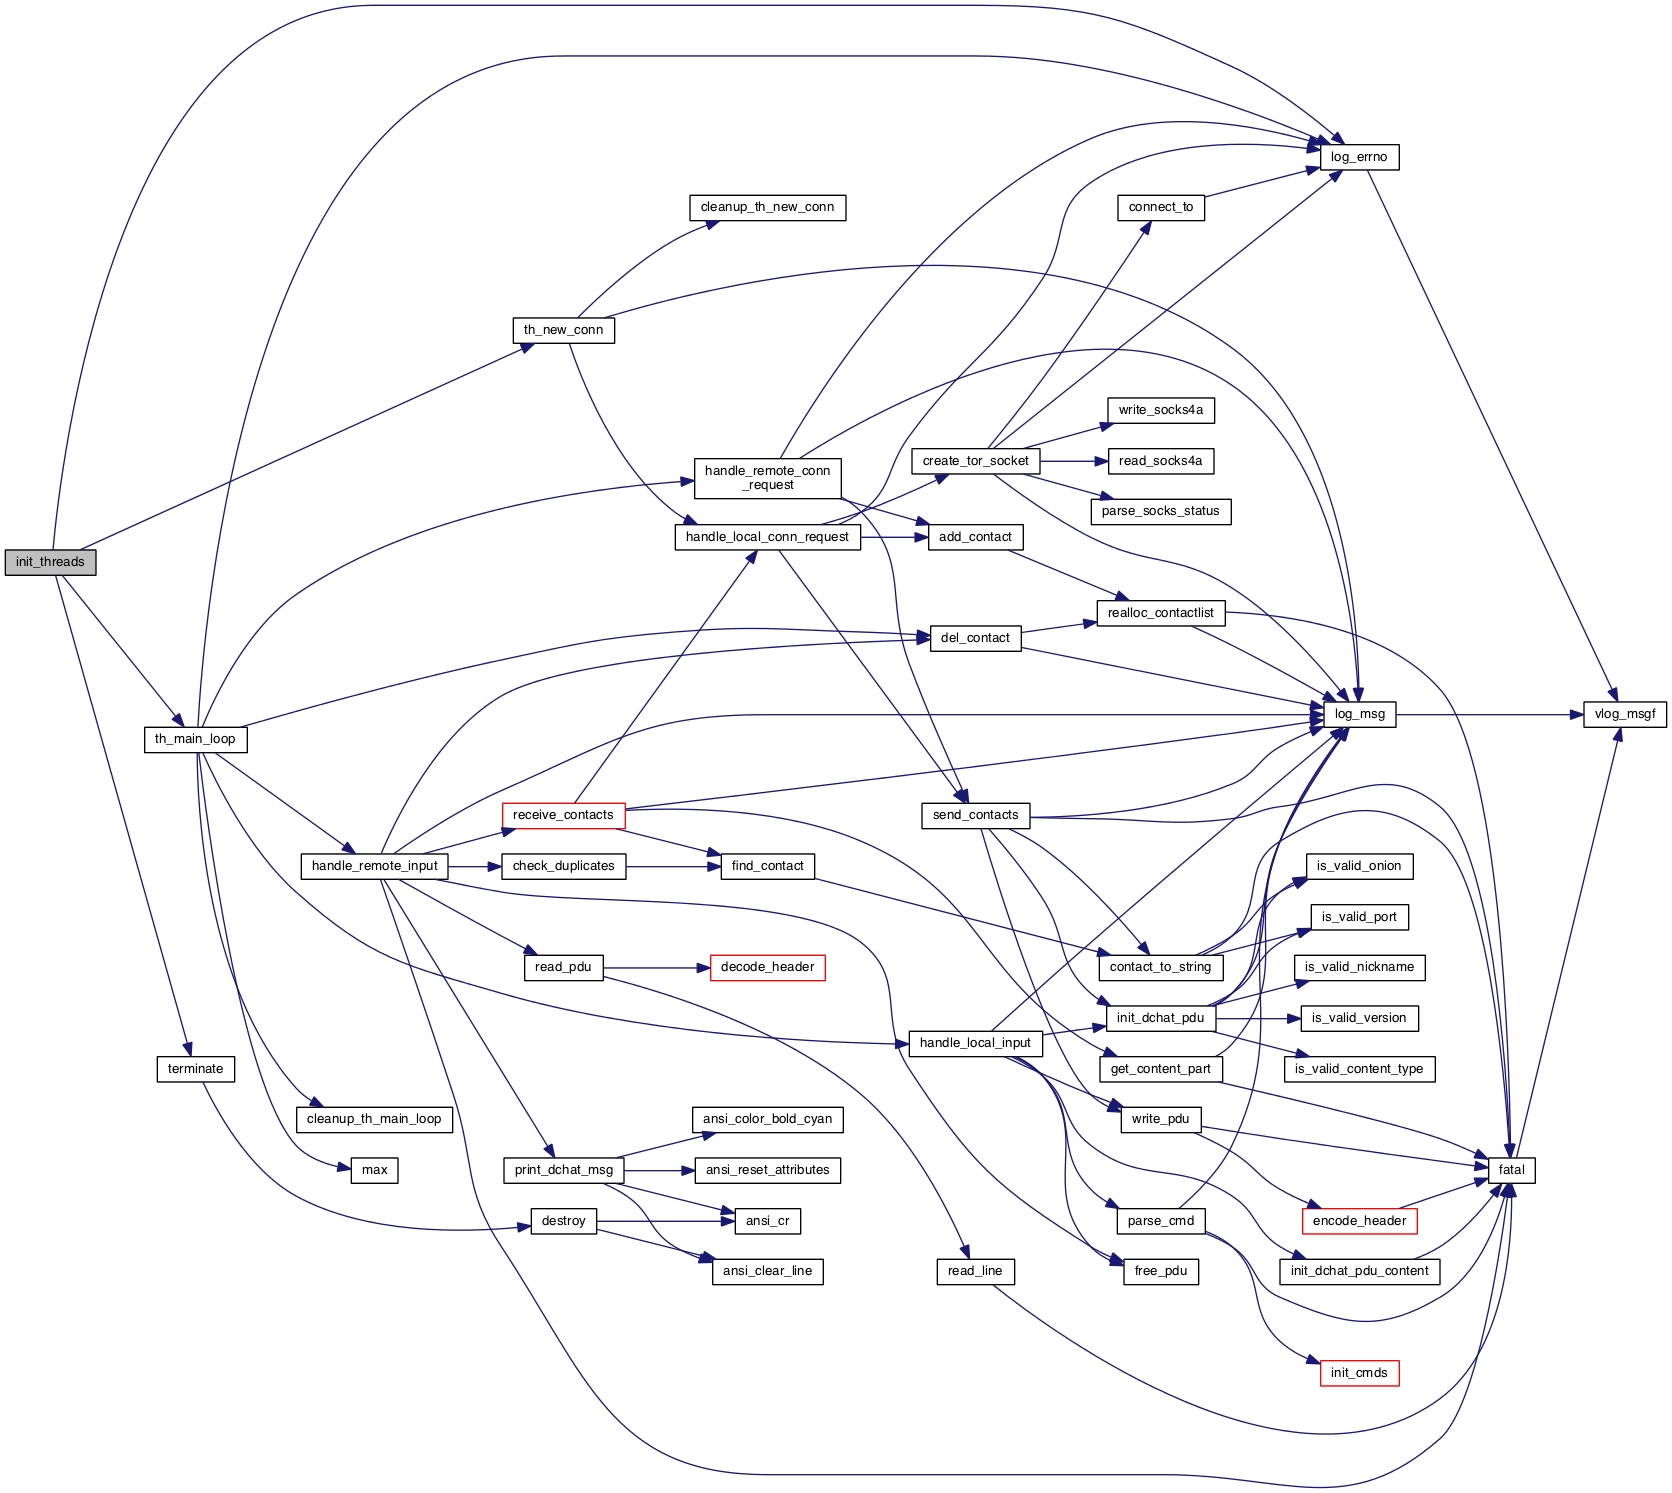 log_errno
cleanup_th_new_conn
connect_to
th_new_conn
write_socks4a
handle_remote_conn
_request
create_tor_socket
read_socks4a
parse_socks_status
handle_local_conn_request
add_contact
init_threads
realloc_contactlist
del_contact
log_msg
vlog_msgf
th_main_loop
receive_contacts
send_contacts
handle_remote_input
check_duplicates
find_contact
is_valid_onion
is_valid_port
read_pdu
decode_header
contact_to_string
is_valid_nickname
init_dchat_pdu
is_valid_version
handle_local_input
terminate
get_content_part
is_valid_content_type
cleanup_th_main_loop
ansi_color_bold_cyan
write_pdu
max
print_dchat_msg
ansi_reset_attributes
fatal
destroy
ansi_cr
parse_cmd
encode_header
ansi_clear_line
read_line
free_pdu
init_dchat_pdu_content
init_cmds